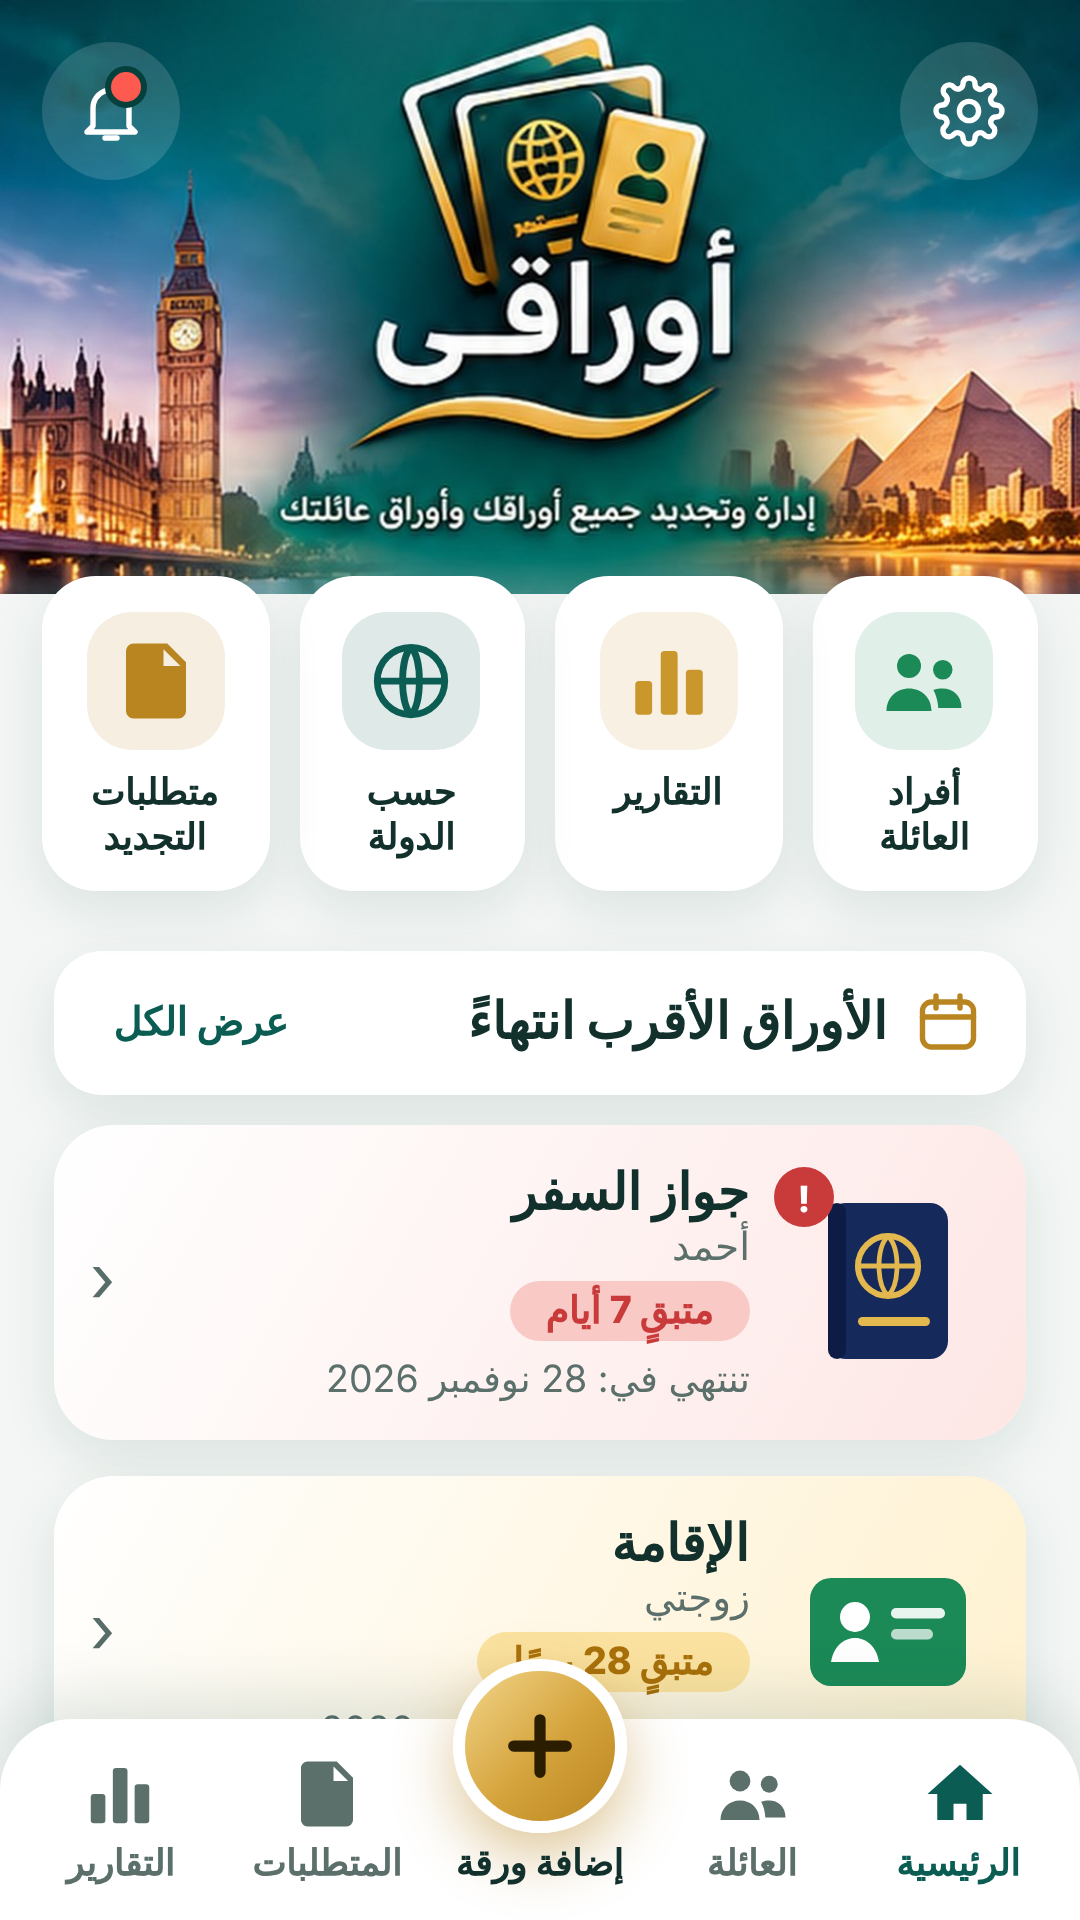 أوراقى
إدارة وتجديد جميع أوراقك وأوراق عائلتك
أفراد
العائلة
التقارير
حسب
الدولة
متطلبات
التجديد
الأوراق الأقرب انتهاءً
عرض الكل
جواز السفر
أحمد
متبقٍ 7 أيام
تنتهي في: 28 نوفمبر 2026
الإقامة
زوجتي
متبقٍ 28
الرئيسية
العائلة
إضافة ورقة
المتطلبات
التقارير